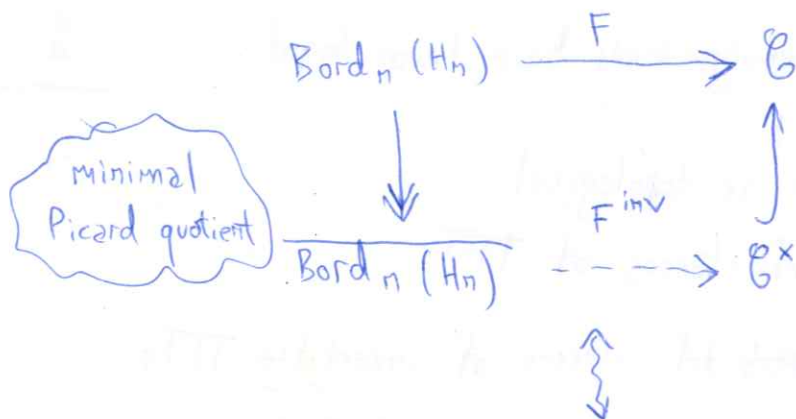 F
Bord_n (H_n) → 𝒞
minimal
Picard quotient
F^inv
Bord_n (H_n) ⇢ 𝒞^×